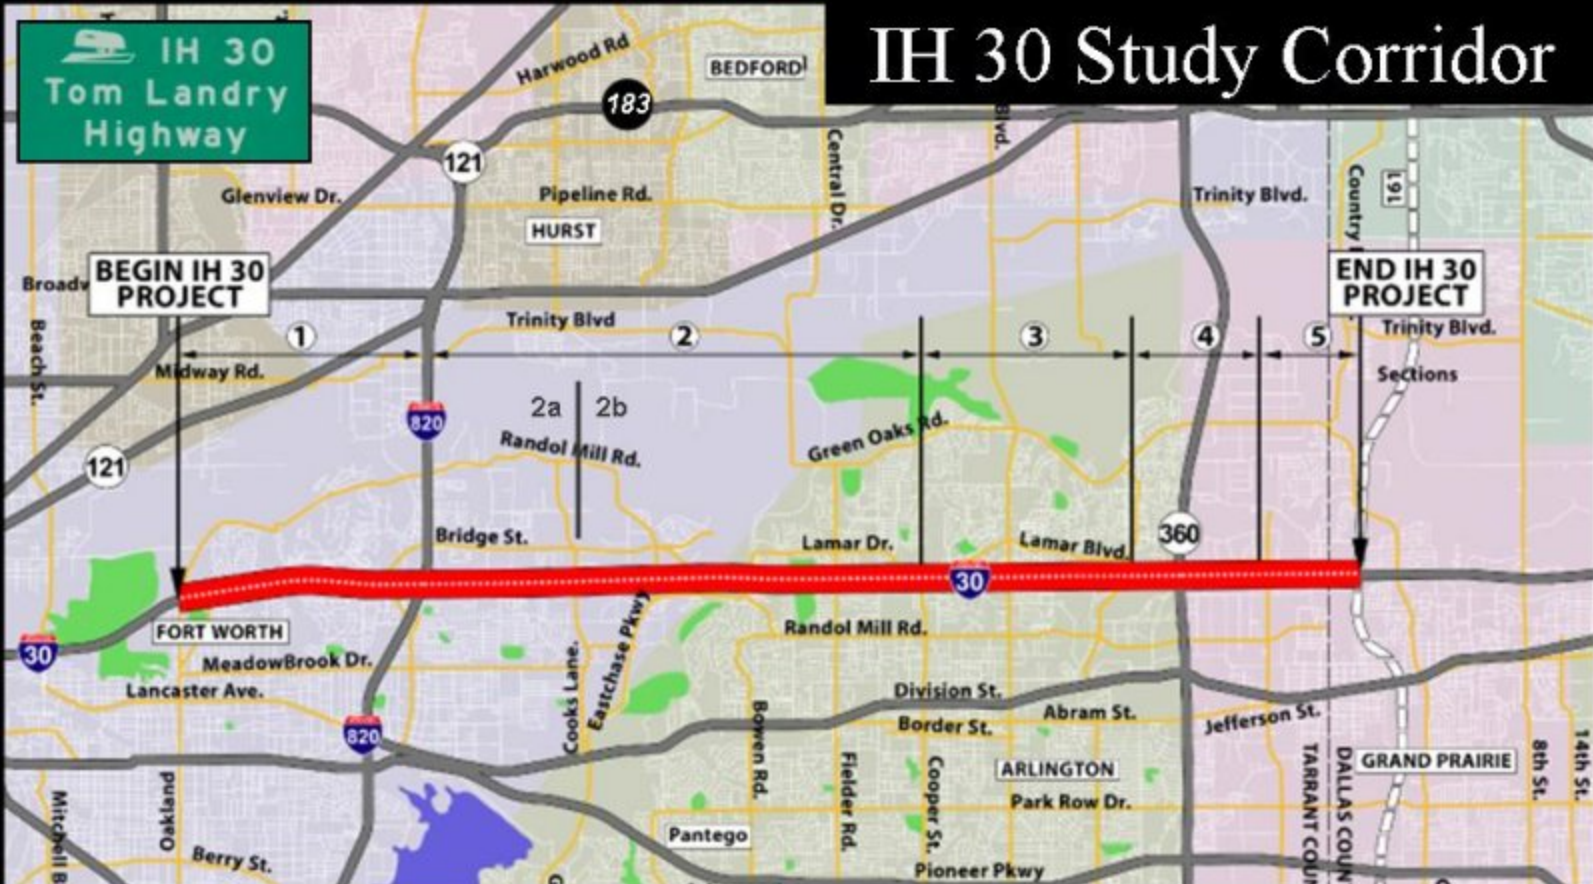 IH 30 Study Corridor
IH 30
Tom Landry
Highway
Harwood Rd
BEDFORD
183
Blvd.
121
Central Dr.
Glenview Dr.
Pipeline Rd.
Trinity Blvd.
Country
161
HURST
BEGIN IH 30
PROJECT
END IH 30
PROJECT
Beach St.
Trinity Blvd
Trinity Blvd.
1
2
3
4
5
Midway Rd.
Sections
2a
2b
820
Randol Mill Rd.
Green Oaks Rd.
121
Bridge St.
Lamar Dr.
Lamar Blvd.
360
30
FORT WORTH
30
MeadowBrook Dr.
Lancaster Ave.
Cooks Lane.
Eastchase Pkwy
Randol Mill Rd.
Division St.
Border St.
Abram St.
Jefferson St.
820
Bowen Rd.
Fielder Rd.
Cooper St.
ARLINGTON
GRAND PRAIRIE
TARRANT COUN
DALLAS COUN
8th St.
14th St.
Mitchell B
Oakland
Park Row Dr.
Pantego
Berry St.
Pioneer Pkwy